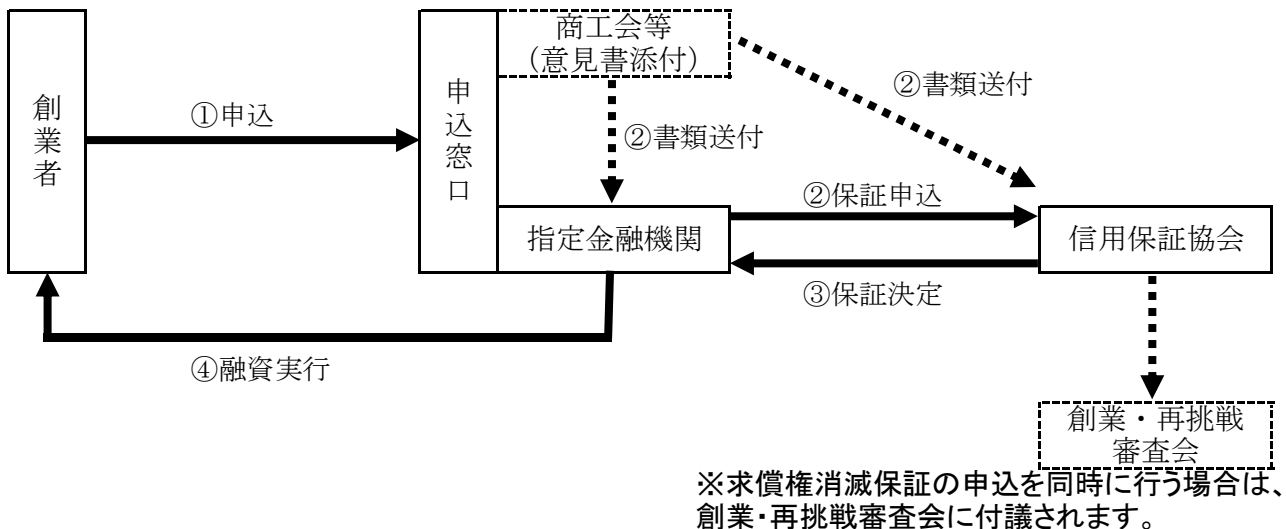 創業者
①申込
申込窓口
商工会等
(意見書添付)
②書類送付
②書類送付
指定金融機関
②保証申込
③保証決定
信用保証協会
④融資実行
創業・再挑戦
審査会
※求償権消滅保証の申込を同時に行う場合は、
創業・再挑戦審査会に付議されます。